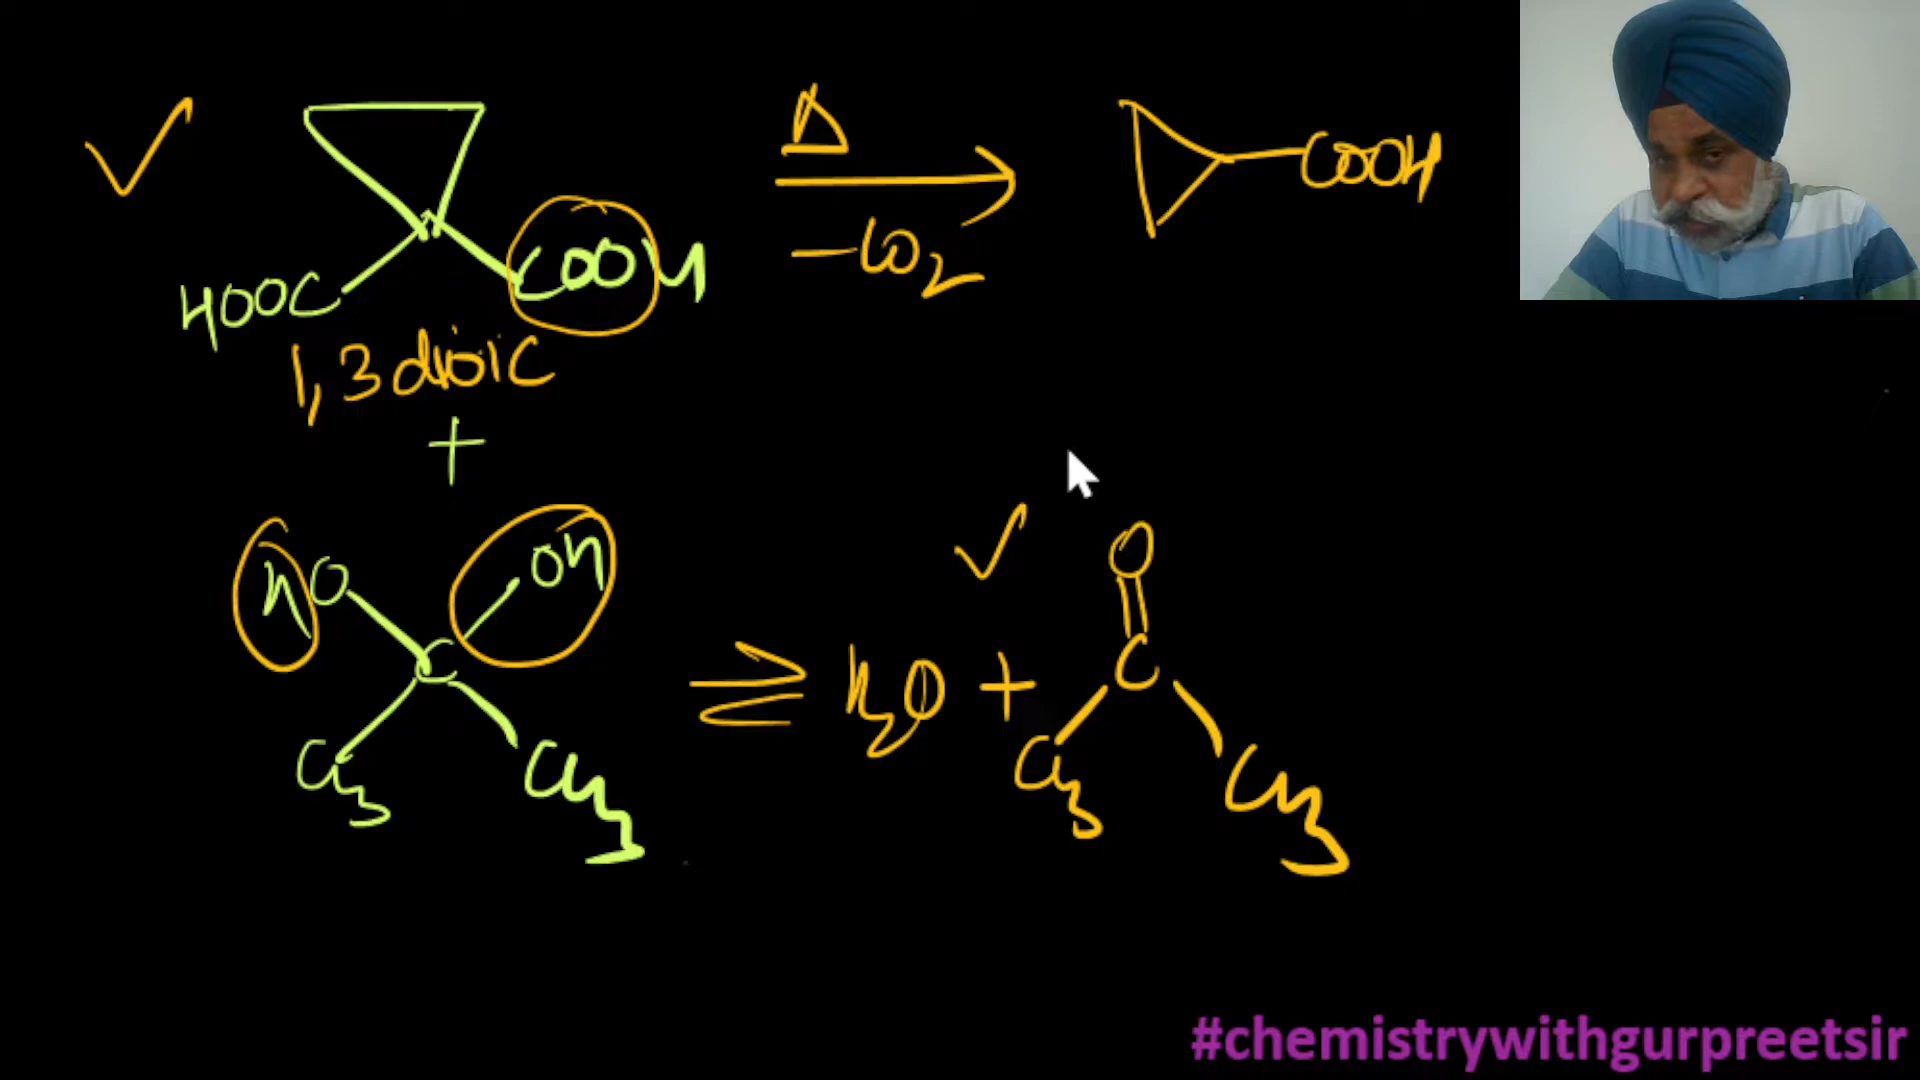 Δ
COOH
HOOC COOH
-CO2
1,3 dioic
+
O
HO OH
C
C
⇌ H2O +
CH3 CH3
CH3 CH3
#chemistrywithgurpreetsir